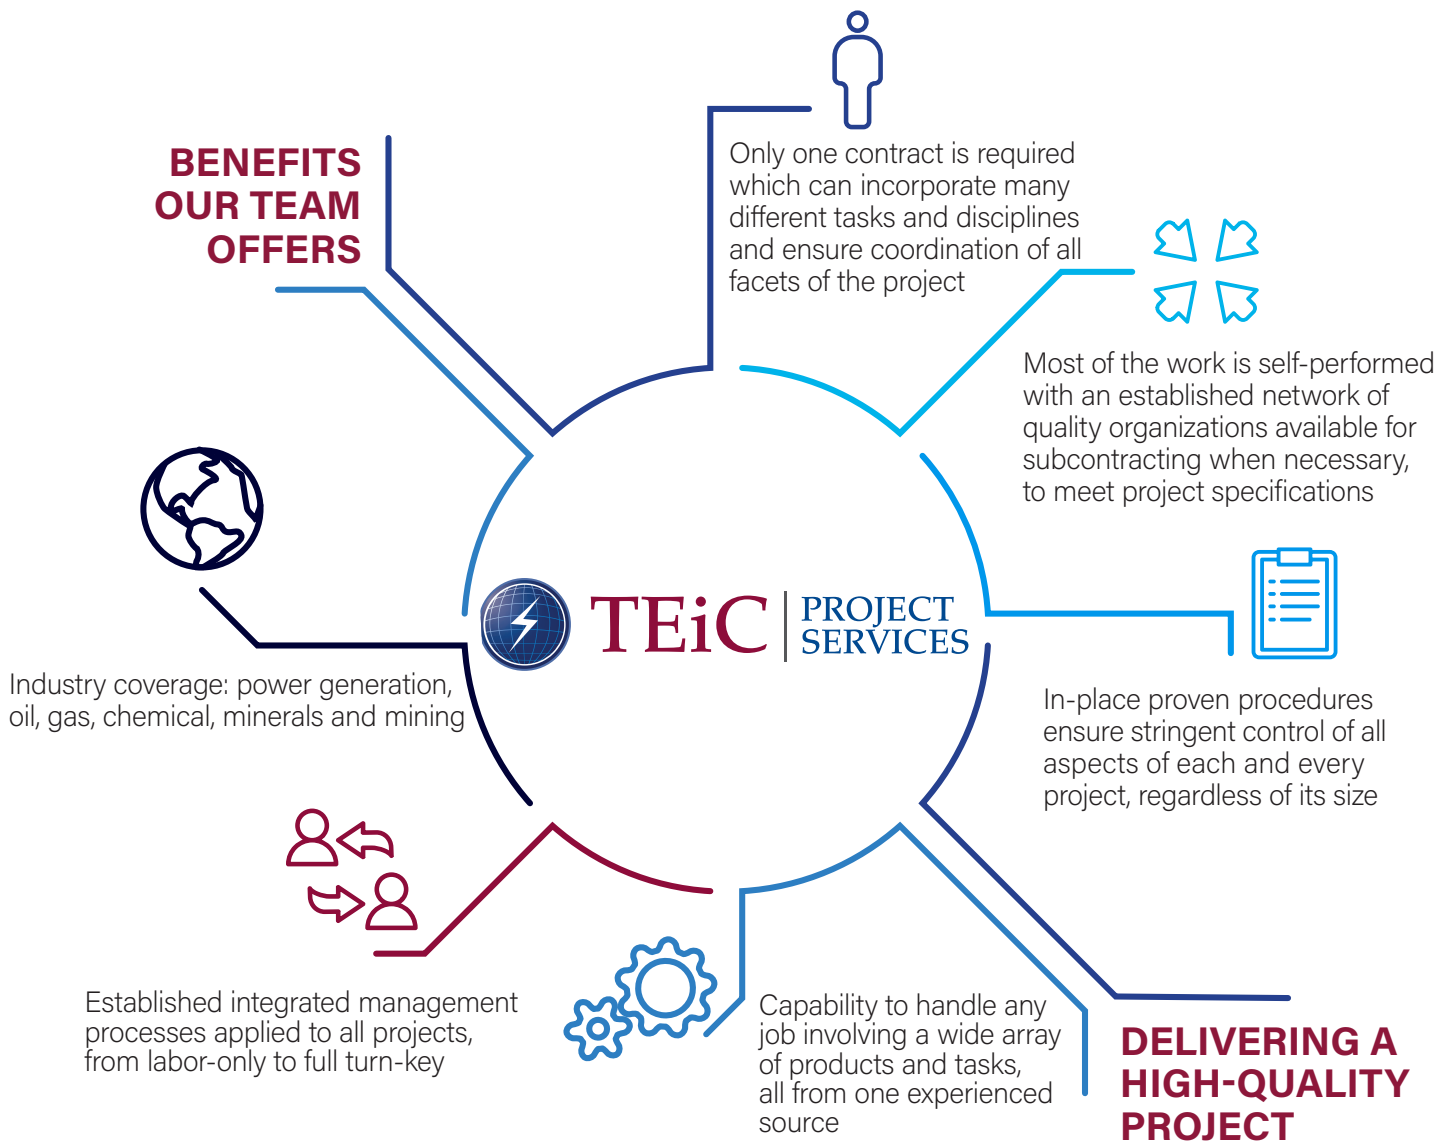 BENEFITS
OUR TEAM
OFFERS
Only one contract is required
which can incorporate many
different tasks and disciplines
and ensure coordination of all
facets of the project
Most of the work is self-performed
with an established network of
quality organizations available for
subcontracting when necessary,
to meet project specifications
TEiC PROJECT
SERVICES
In-place proven procedures
ensure stringent control of all
aspects of each and every
project, regardless of its size
Industry coverage: power generation,
oil, gas, chemical, minerals and mining
Established integrated management
processes applied to all projects,
from labor-only to full turn-key
Capability to handle any
job involving a wide array
of products and tasks,
all from one experienced
source
DELIVERING A
HIGH-QUALITY
PROJECT